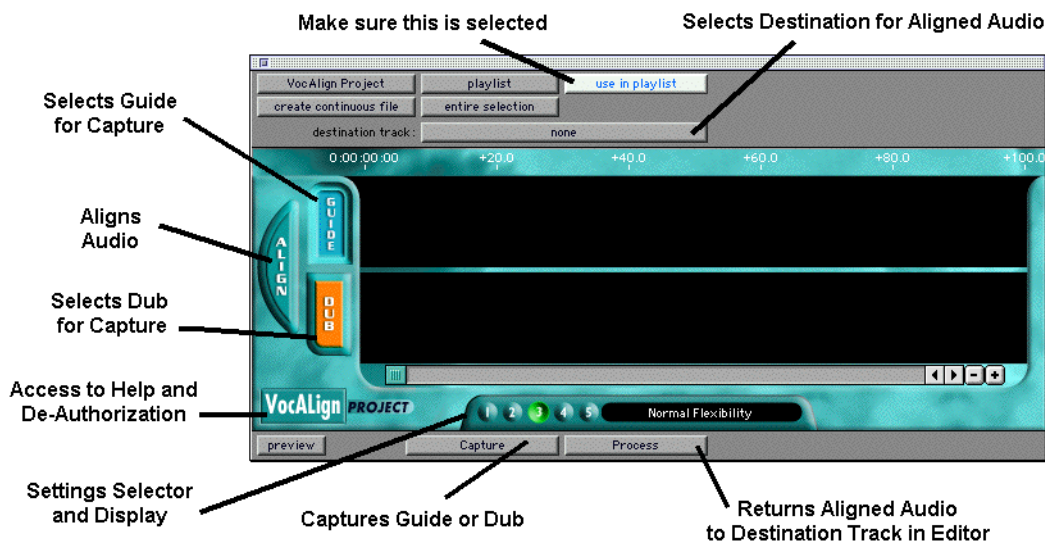 Make sure this is selected
Selects Destination for Aligned Audio
VocAlign Project
playlist
use in playlist
create continuous file
entire selection
destination track:
none
Selects Guide
for Capture
0:00:00:00
+20.0
+40.0
+60.0
+80.0
+100.0
GUIDE
Aligns
Audio
ALIGN
Selects Dub
for Capture
DUB
Access to Help and
De-Authorization
VocALign PROJECT
1 2 3 4 5
Normal Flexibility
preview
Capture
Process
Settings Selector
and Display
Captures Guide or Dub
Returns Aligned Audio
to Destination Track in Editor